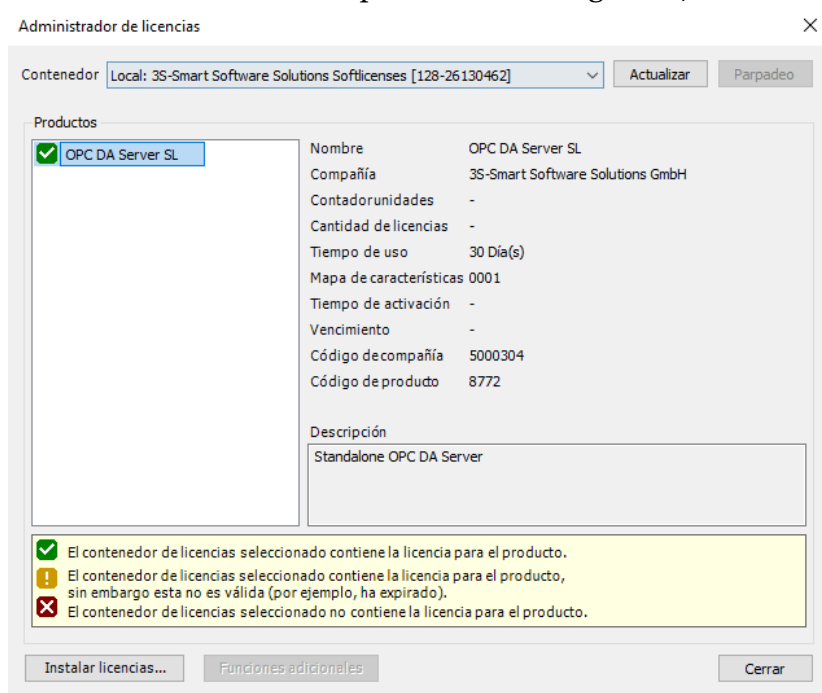 Administrador de licencias
Contenedor Local: 3S-Smart Software Solutions Softlicenses [128-26130462] Actualizar Parpadeo
Productos
OPC DA Server SL
Nombre OPC DA Server SL
Compañía 3S-Smart Software Solutions GmbH
Contadorunidades -
Cantidad de licencias -
Tiempo de uso 30 Día(s)
Mapa de características 0001
Tiempo de activación -
Vencimiento -
Código decompañía 5000304
Código de producto 8772
Descripción
Standalone OPC DA Server
El contenedor de licencias seleccionado contiene la licencia para el producto.
El contenedor de licencias seleccionado contiene la licencia para el producto,
sin embargo esta no es válida (por ejemplo, ha expirado).
El contenedor de licencias seleccionado no contiene la licencia para el producto.
Instalar licencias... Funciones adicionales Cerrar